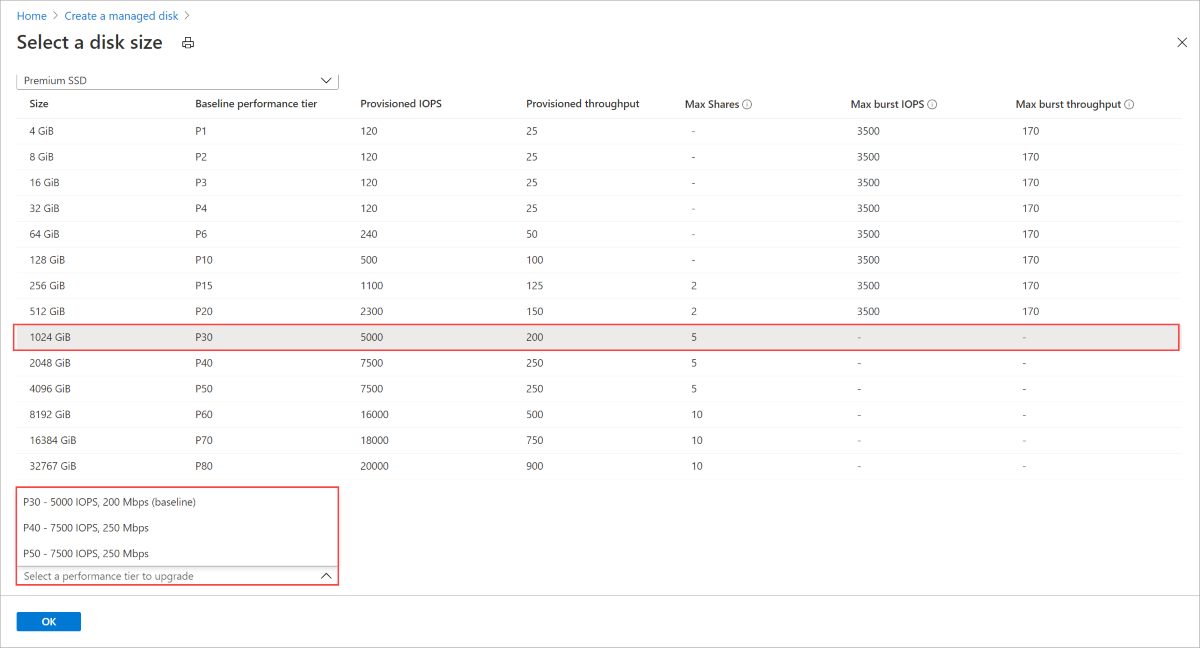 Home > Create a managed disk >
Select a disk size
Premium SSD
Size Baseline performance tier Provisioned IOPS Provisioned throughput Max Shares Max burst IOPS Max burst throughput
4 GiB P1 120 25 - 3500 170
8 GiB P2 120 25 - 3500 170
16 GiB P3 120 25 - 3500 170
32 GiB P4 120 25 - 3500 170
64 GiB P6 240 50 - 3500 170
128 GiB P10 500 100 - 3500 170
256 GiB P15 1100 125 2 3500 170
512 GiB P20 2300 150 2 3500 170
1024 GiB P30 5000 200 5 - -
2048 GiB P40 7500 250 5 - -
4096 GiB P50 7500 250 5 - -
8192 GiB P60 16000 500 10 - -
16384 GiB P70 18000 750 10 - -
32767 GiB P80 20000 900 10 - -
P30 - 5000 IOPS, 200 Mbps (baseline)
P40 - 7500 IOPS, 250 Mbps
P50 - 7500 IOPS, 250 Mbps
Select a performance tier to upgrade
OK